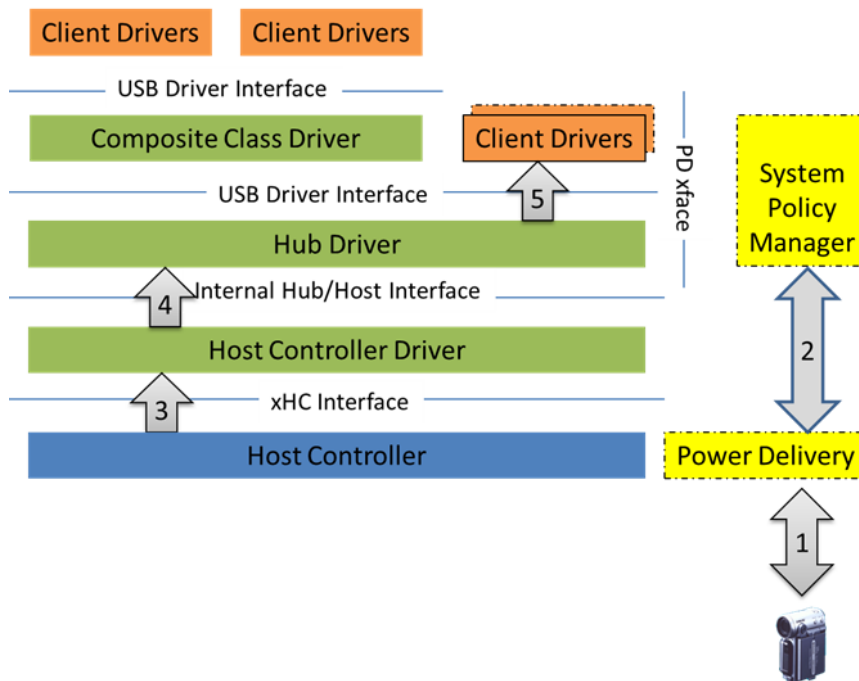 Client Drivers
Client Drivers
USB Driver Interface
Composite Class Driver
Client Drivers
PD xface
System
Policy
Manager
USB Driver Interface
5
Hub Driver
4
Internal Hub/Host Interface
2
Host Controller Driver
3
xHC Interface
Host Controller
Power Delivery
1